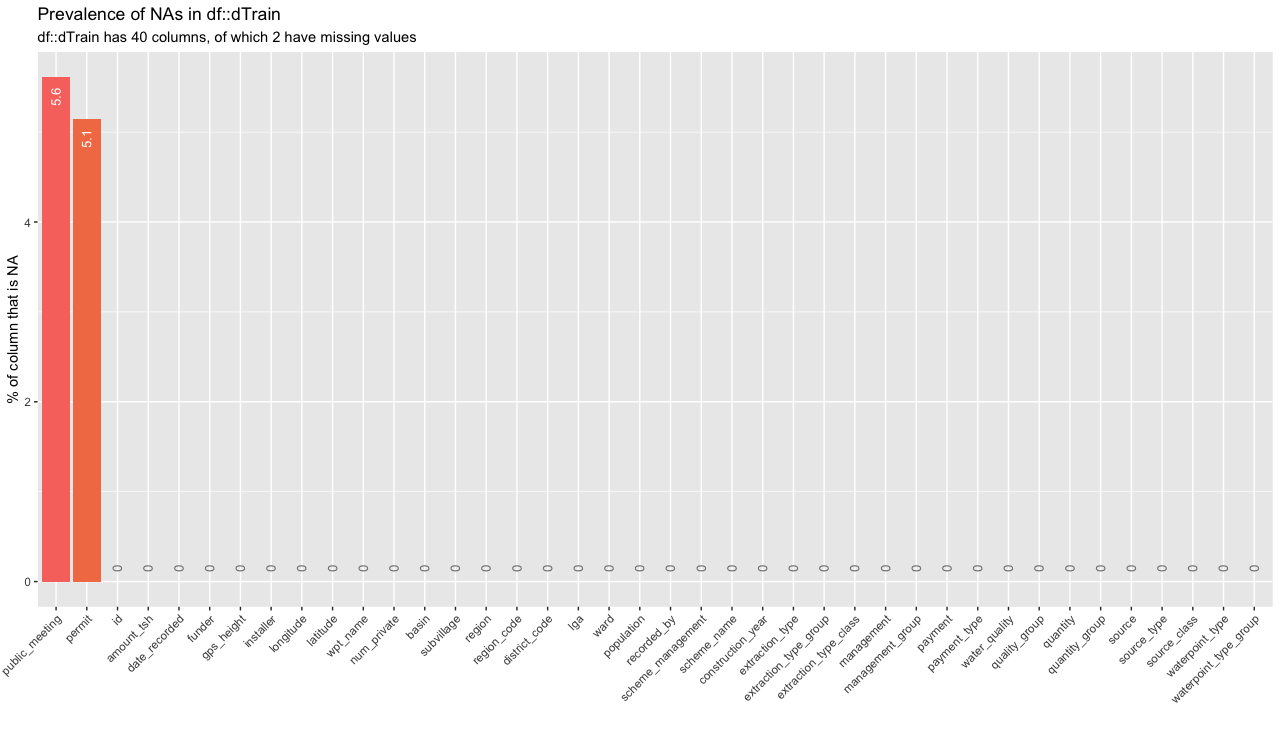 Prevalence of NAs in df::dTrain
df::dTrain has 40 columns, of which 2 have missing values
% of column that is NA
4
2
0
5.6
5.1
0 0 0 0 0 0 0 0 0 0 0 0 0 0 0 0 0 0 0 0 0 0 0 0 0 0 0 0 0 0 0 0 0 0 0 0 0 0
public_meeting
permit
id
amount_tsh
date_recorded
funder
gps_height
installer
longitude
latitude
wpt_name
num_private
basin
subvillage
region
region_code
district_code
lga
ward
population
recorded_by
scheme_management
scheme_name
construction_year
extraction_type
extraction_type_group
extraction_type_class
management
management_group
payment
payment_type
water_quality
quality_group
quantity
quantity_group
source
source_type
source_class
waterpoint_type
waterpoint_type_group